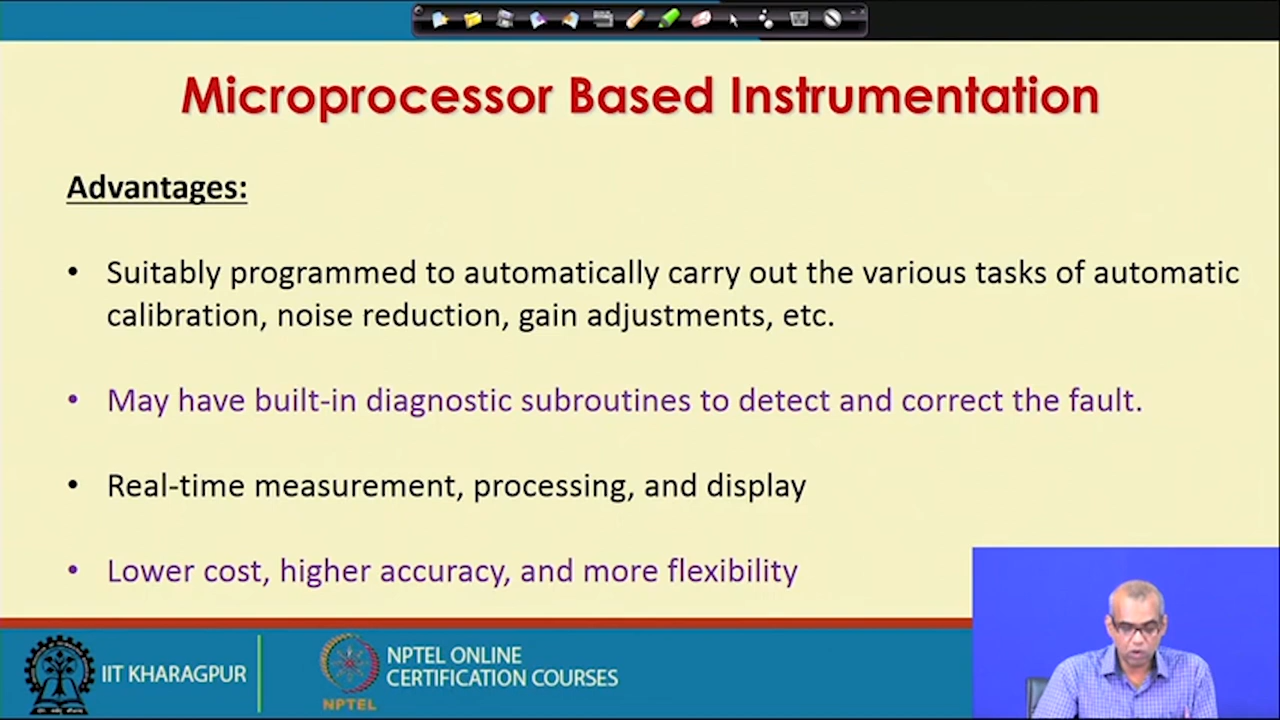 Microprocessor Based Instrumentation
Advantages:
• Suitably programmed to automatically carry out the various tasks of automatic
calibration, noise reduction, gain adjustments, etc.
• May have built-in diagnostic subroutines to detect and correct the fault.
• Real-time measurement, processing, and display
• Lower cost, higher accuracy, and more flexibility
IIT KHARAGPUR
NPTEL
NPTEL ONLINE
CERTIFICATION COURSES